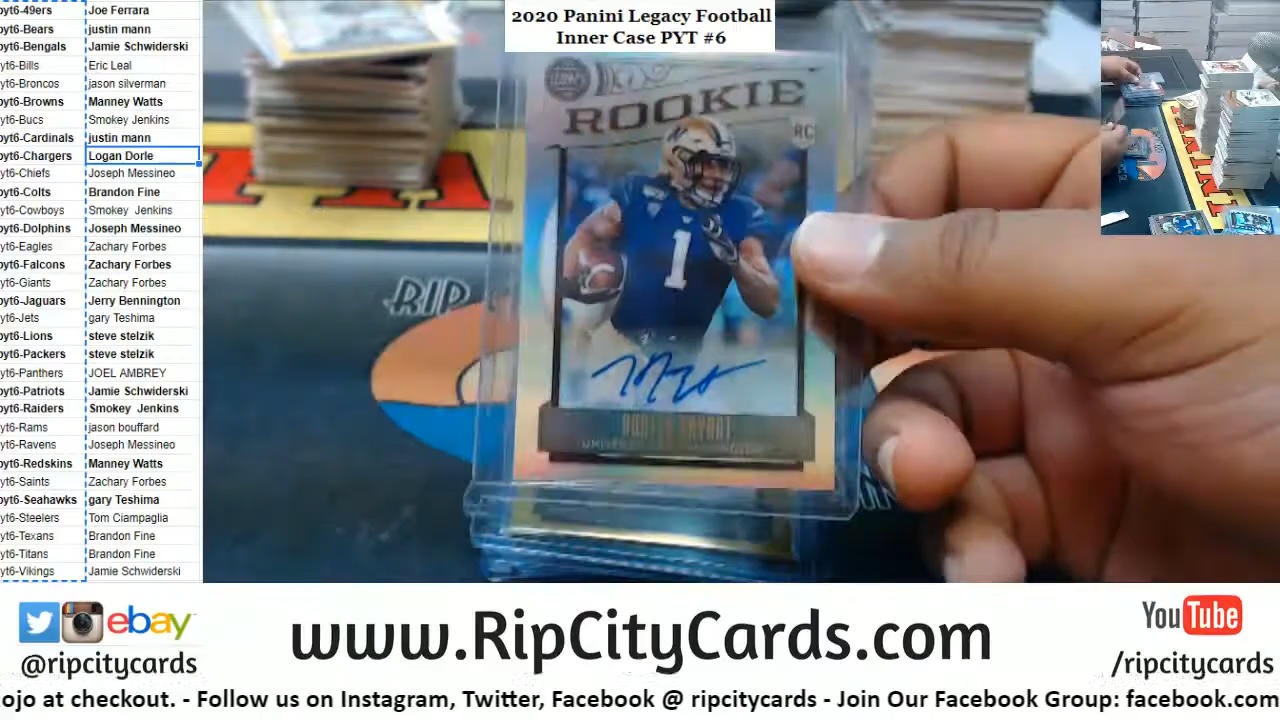 2020 Panini Legacy Football
Inner Case PYT #6
yt6-49ers Joe Ferrara
yt6-Bears justin mann
yt6-Bengals Jamie Schwiderski
yt6-Bills Eric Leal
yt6-Broncos jason silverman
yt6-Browns Manney Watts
yt6-Bucs Smokey Jenkins
yt6-Cardinals justin mann
yt6-Chargers Logan Dorle
yt6-Chiefs Joseph Messineo
yt6-Colts Brandon Fine
yt6-Cowboys Smokey Jenkins
yt6-Dolphins Joseph Messineo
yt6-Eagles Zachary Forbes
yt6-Falcons Zachary Forbes
yt6-Giants Zachary Forbes
yt6-Jaguars Jerry Bennington
yt6-Jets gary Teshima
yt6-Lions steve stelzik
yt6-Packers steve stelzik
yt6-Panthers JOEL AMBREY
yt6-Patriots Jamie Schwiderski
yt6-Raiders Smokey Jenkins
yt6-Rams jason bouffard
yt6-Ravens Joseph Messineo
yt6-Redskins Manney Watts
yt6-Saints Zachary Forbes
yt6-Seahawks gary Teshima
yt6-Steelers Tom Ciampaglia
yt6-Texans Brandon Fine
yt6-Titans Brandon Fine
yt6-Vikings Jamie Schwiderski
ROOKIE
RC
1
RIP
ebay
@ripcitycards
www.RipCityCards.com
YouTube
/ripcitycards
ojo at checkout. - Follow us on Instagram, Twitter, Facebook @ ripcitycards - Join Our Facebook Group: facebook.com